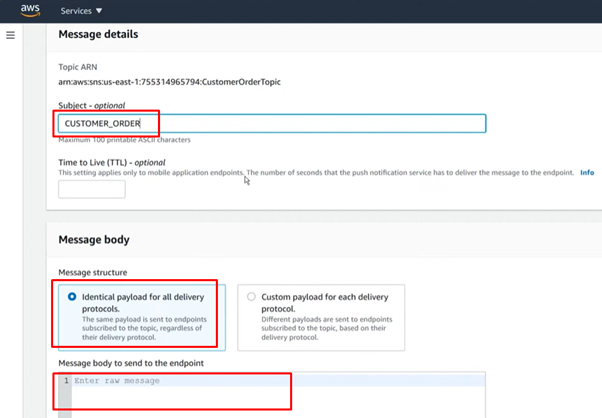 aws
Services ▼
Message details
Topic ARN
arn:aws:sns:us-east-1:755314965794:CustomerOrderTopic
Subject - optional
CUSTOMER_ORDER
Maximum 100 printable ASCII characters
Time to Live (TTL) - optional
This setting applies only to mobile application endpoints. The number of seconds that the push notification service has to deliver the message to the endpoint. Info
Message body
Message structure
Identical payload for all delivery
protocols.
The same payload is sent to endpoints
subscribed to the topic, regardless of
their delivery protocol.
Custom payload for each delivery
protocol.
Different payloads are sent to endpoints
subscribed to the topic, based on their
delivery protocol.
Message body to send to the endpoint
1 Enter raw message